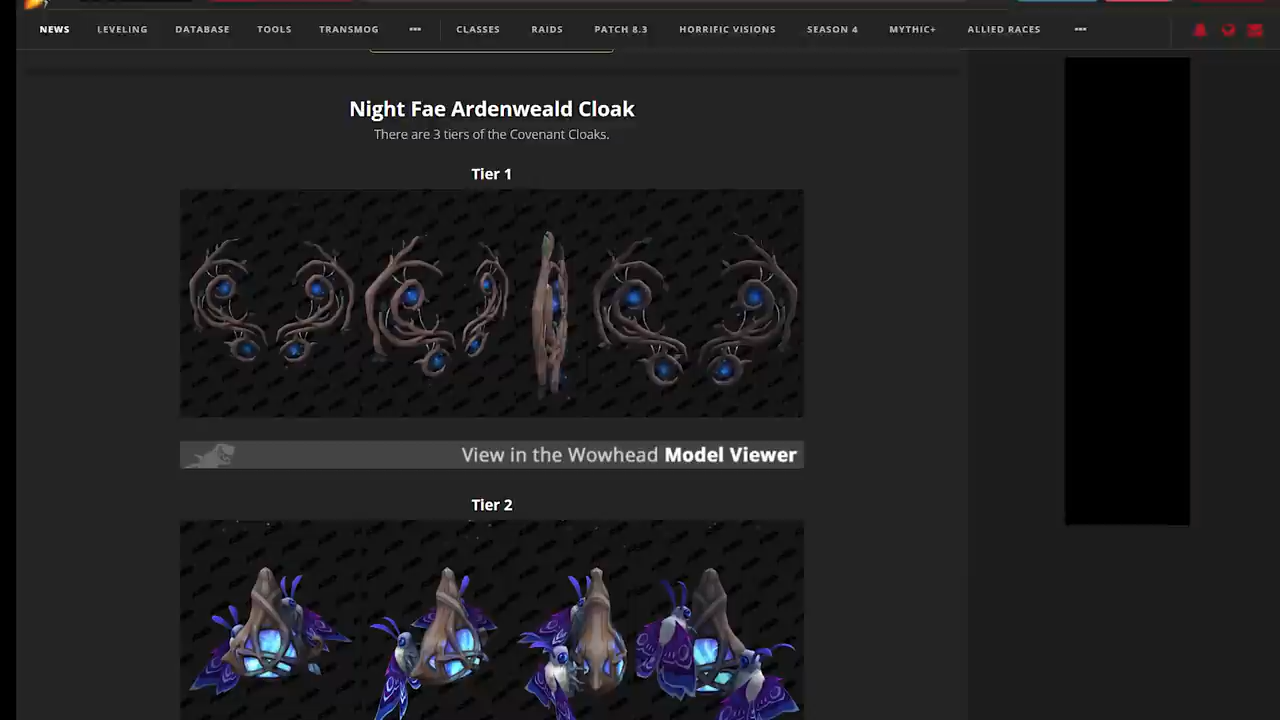 NEWS LEVELING DATABASE TOOLS TRANSMOG ··· CLASSES RAIDS PATCH 8.3 HORRIFIC VISIONS SEASON 4 MYTHIC+ ALLIED RACES ···
Night Fae Ardenweald Cloak
There are 3 tiers of the Covenant Cloaks.
Tier 1
View in the Wowhead Model Viewer
Tier 2